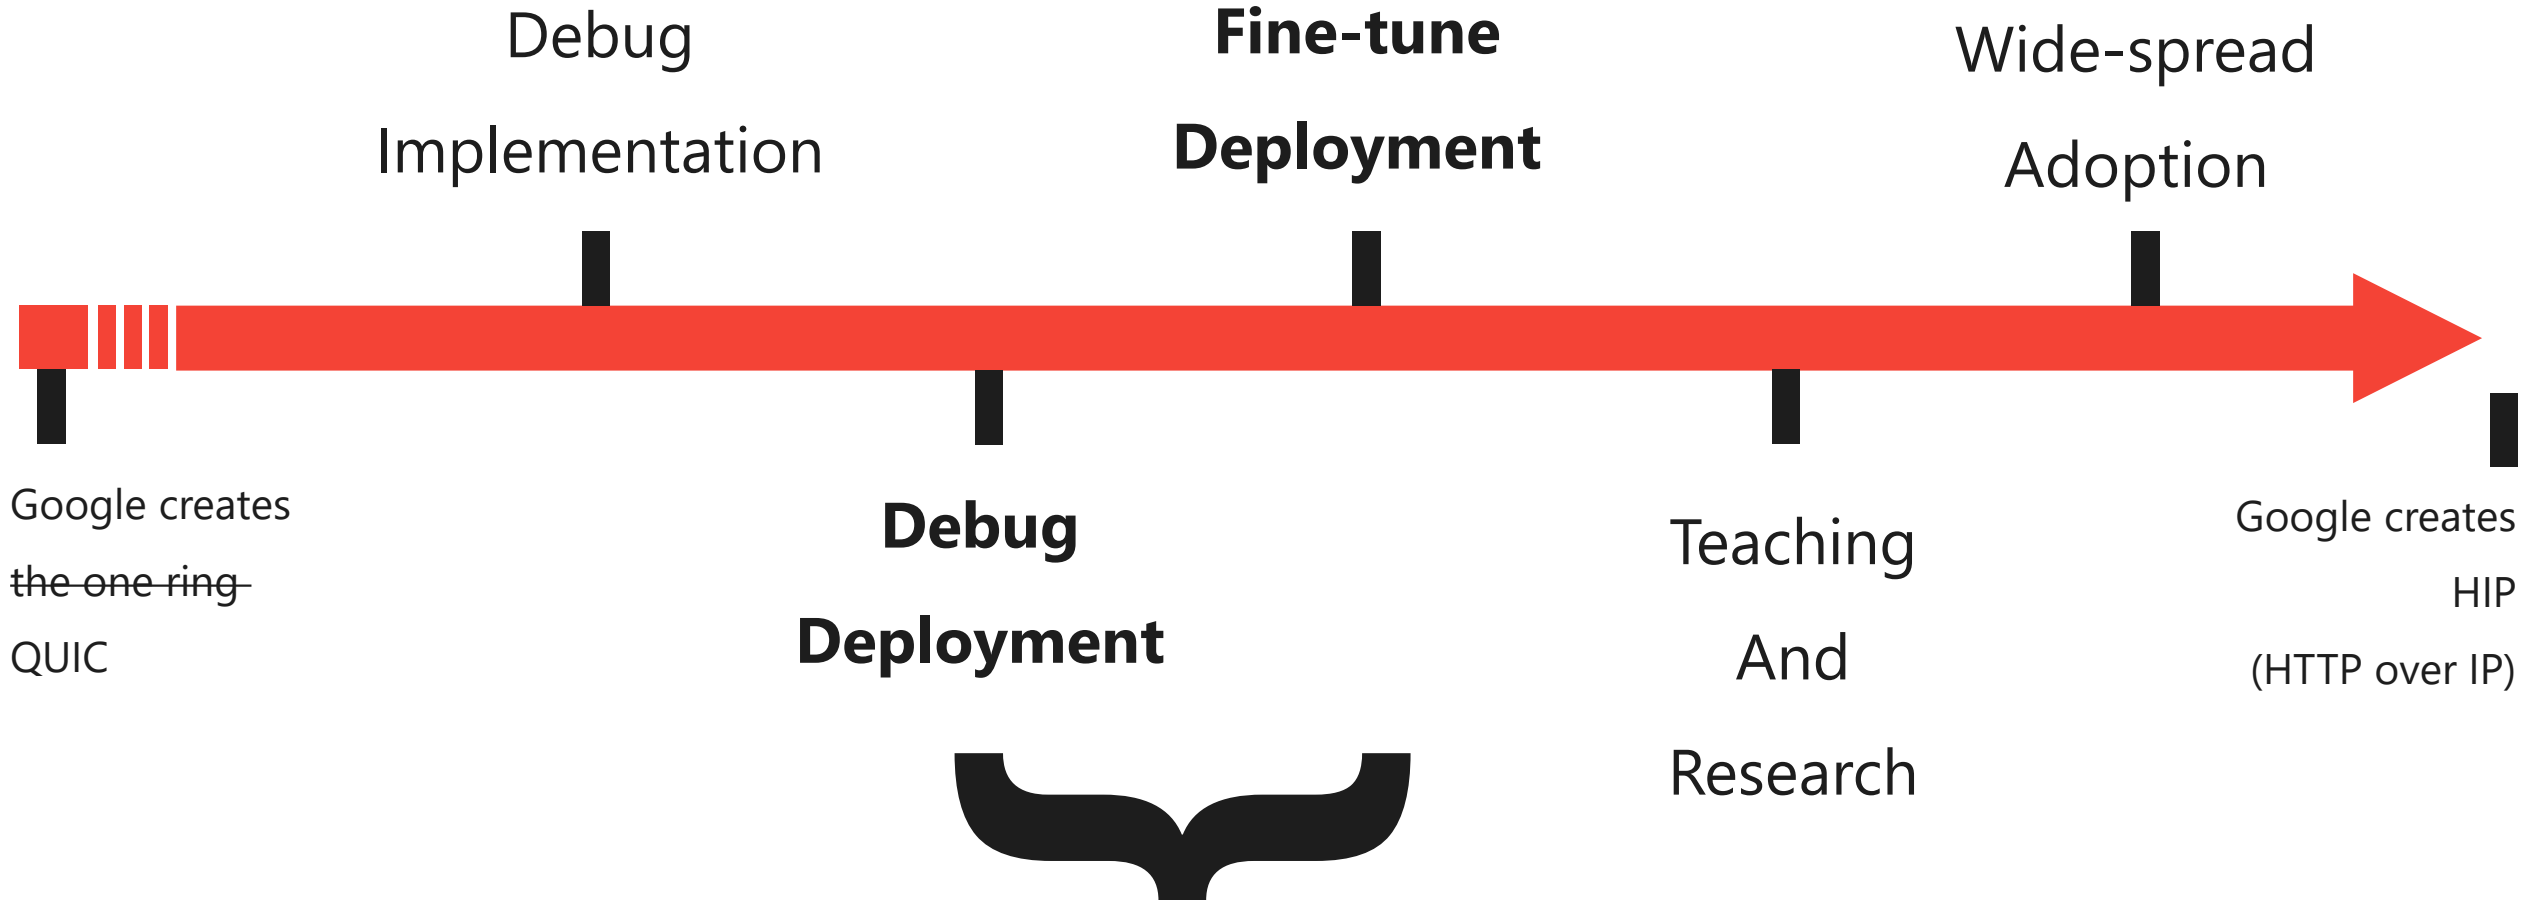 Debug
Implementation
Fine-tune
Deployment
Wide-spread
Adoption
Google creates
the one ring
QUIC
Debug
Deployment
Teaching
And
Research
Google creates
HIP
(HTTP over IP)